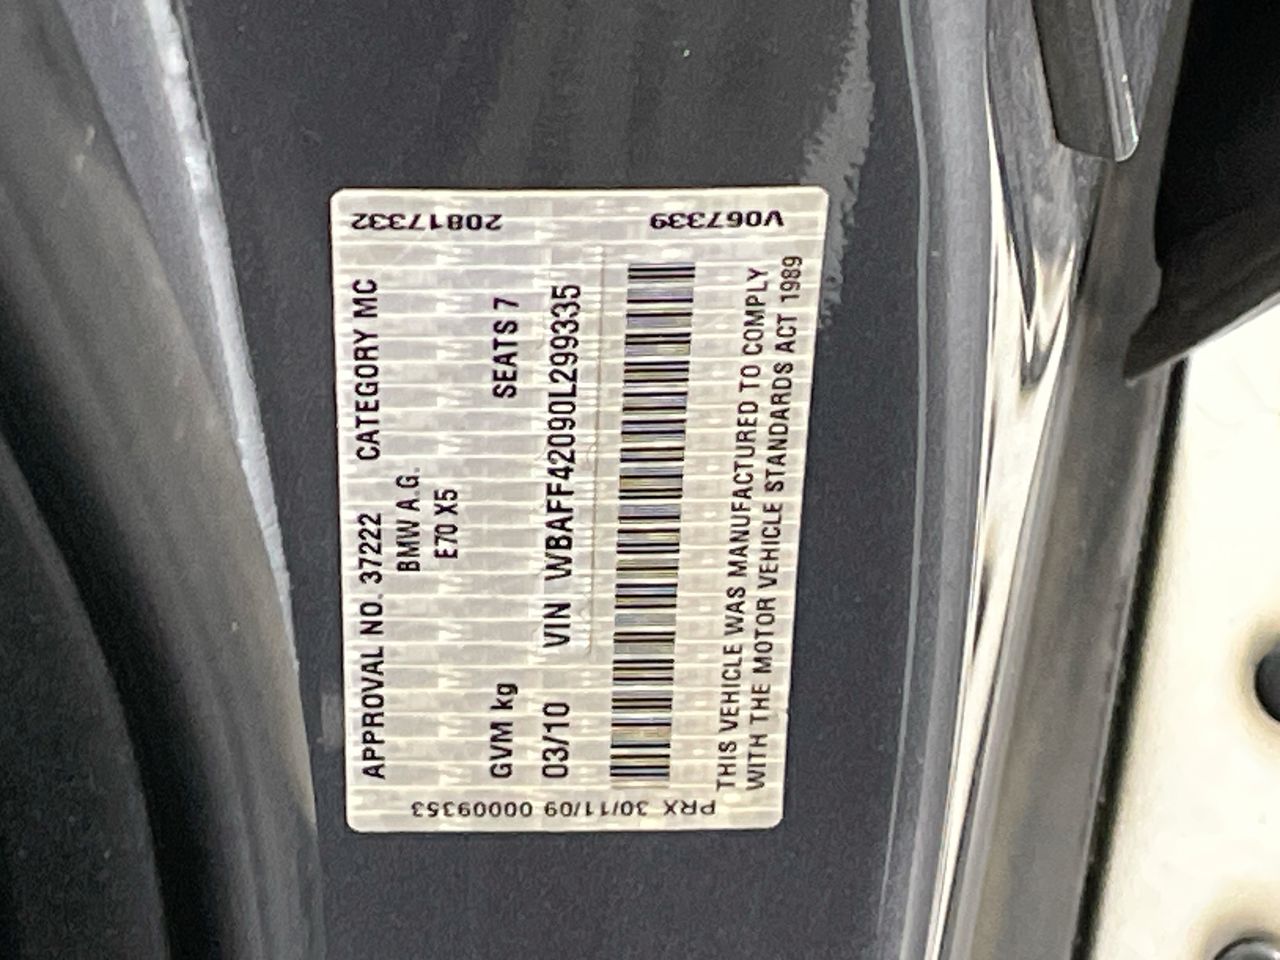 APPROVAL NO. 37222 CATEGORY MC
BMW A.G.
E70 X5
GVM kg SEATS 7
03/10 VIN WBAFF42090L299335
THIS VEHICLE WAS MANUFACTURED TO COMPLY
WITH THE MOTOR VEHICLE STANDARDS ACT 1989
20817332 V067339
PRX 30/11/09 00009353